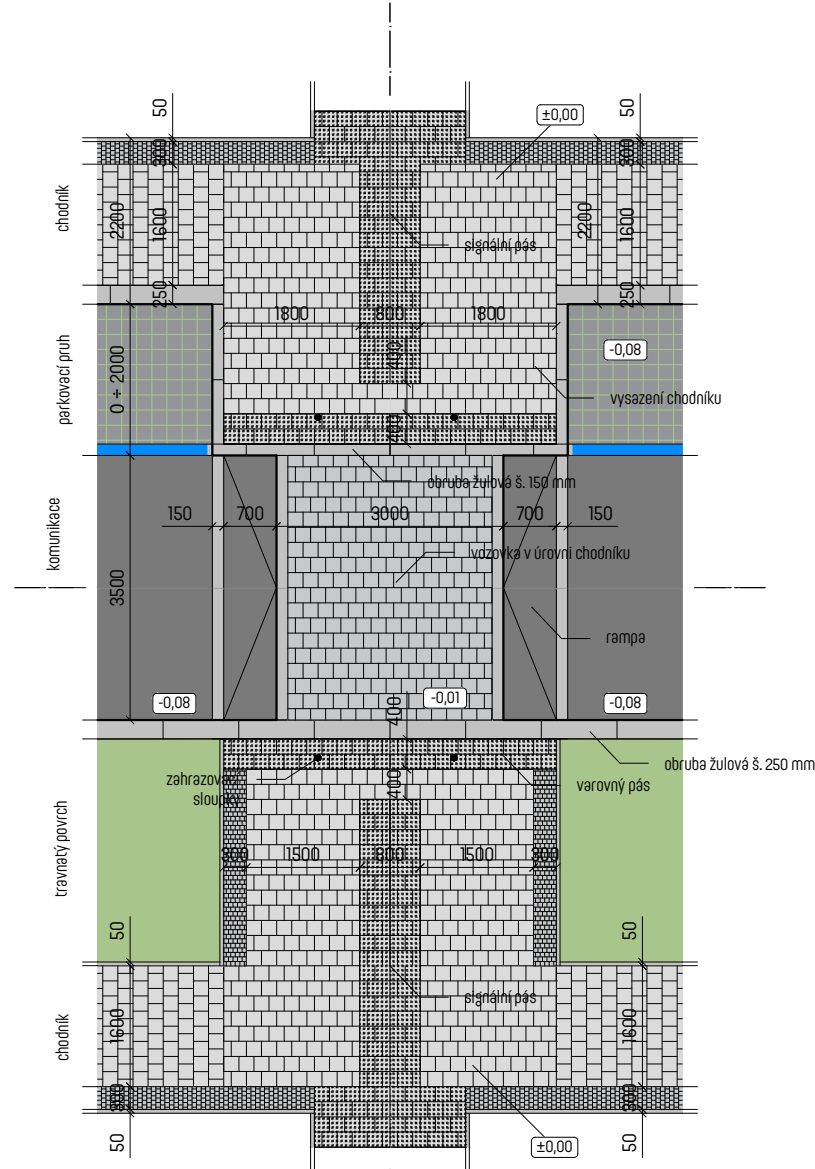 50
50
±0,00
300
300
chodník
2200
1600
2200
1600
signální pás
250
250
1800
800
1800
parkovací pruh
0 ÷ 2000
400
-0,08
vysazení chodníku
400
obruba žulová š. 150 mm
komunikace
150
700
3000
700
150
vozovka v úrovni chodníku
3500
rampa
-0,08
-0,01
-0,08
400
obruba žulová š. 250 mm
zahrazovací
sloupky
400
varovný pás
travnatý povrch
300
1500
800
1500
300
50
50
signální pás
chodník
1600
1600
300
300
50
±0,00
50